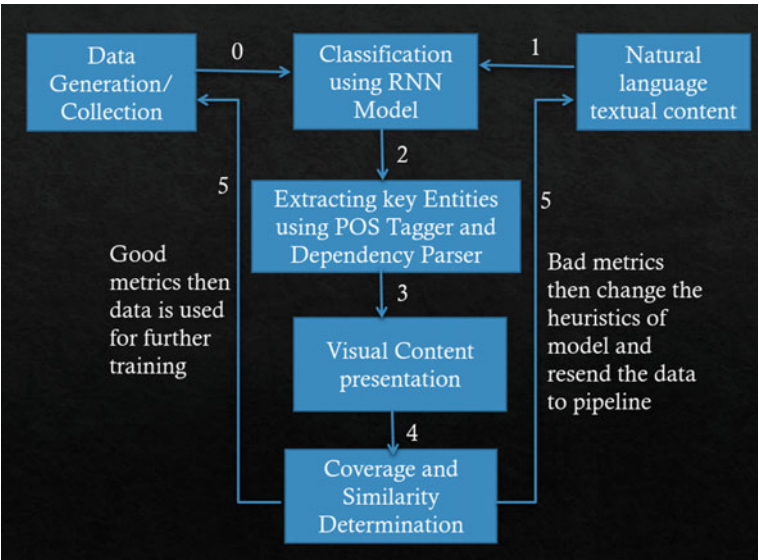 Data
Generation/
Collection
0
Classification
using RNN
Model
1
Natural
language
textual content
2
Extracting key Entities
using POS Tagger and
Dependency Parser
5
5
Good
metrics then
data is used
for further
training
3
Bad metrics
then change the
heuristics of
model and
resend the data
to pipeline
Visual Content
presentation
4
Coverage and
Similarity
Determination